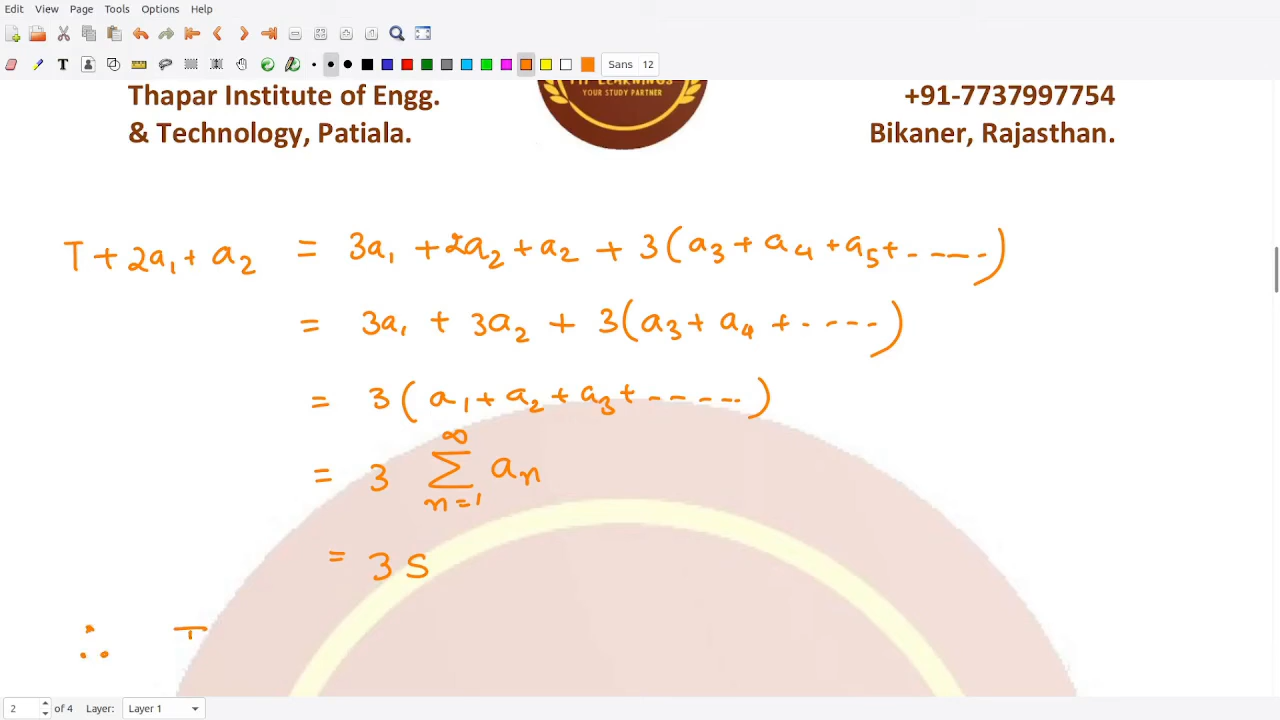 Edit View Page Tools Options Help
Sans 12
Thapar Institute of Engg.
& Technology, Patiala.
YOUR STUDY PARTNER
+91-7737997754
Bikaner, Rajasthan.
T + 2a₁ + a₂ = 3a₁ + 2a₂ + a₂ + 3(a₃ + a₄ + a₅ + -----)
= 3a₁ + 3a₂ + 3(a₃ + a₄ + ·---)
= 3(a₁ + a₂ + a₃ + -----)
= 3 ∑ₙ₌₁^∞ aₙ
= 3 S
∴ T
2 of 4 Layer: Layer 1